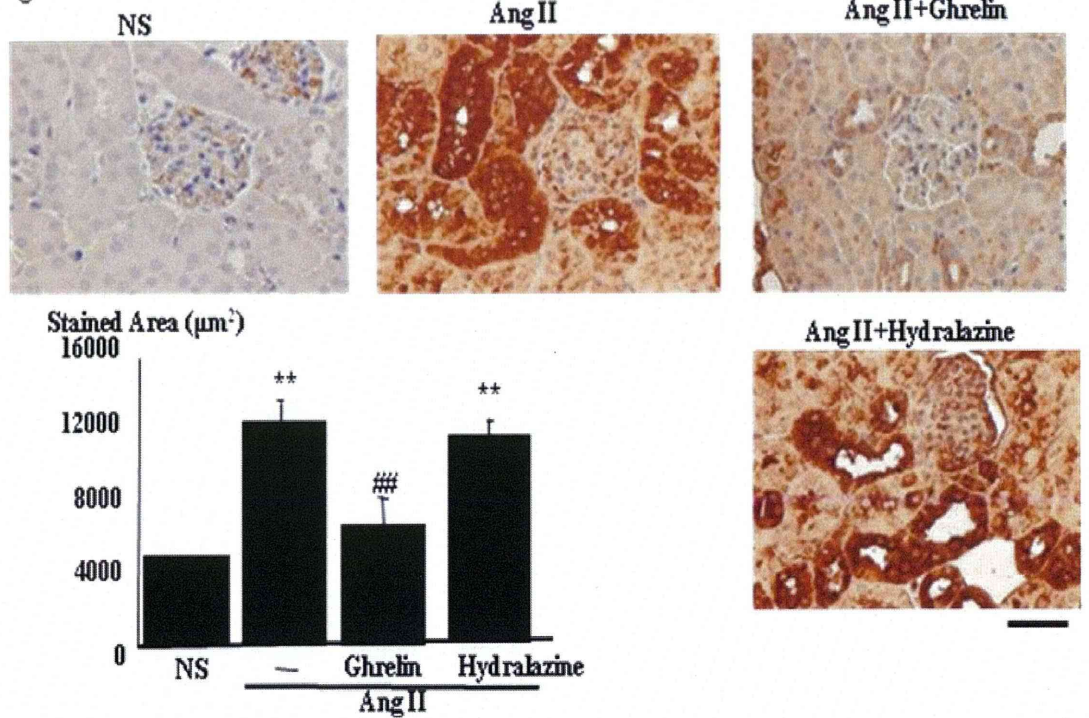 NS
Ang II
Ang II+Ghrelin
Stained Area (μm²)
16000
12000
8000
4000
0
**
##
**
NS
—
Ghrelin
Hydralazine
Ang II
Ang II+Hydralazine